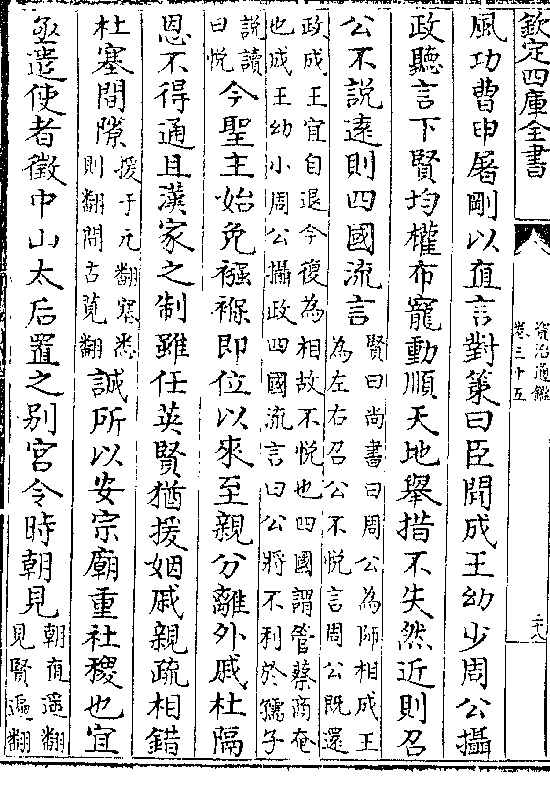 欽定四庫全書
資治通鑑
卷三十五
風功曹申屠剛以直言對策曰臣聞成王幼少周公攝
政聽言下賢均權布寵動順天地舉措不失然近則召
公不說遠則四國流言
賢曰尚書曰周公為師相成王
為左右召公不悦言周公既還
政成王宜自退今復為相故不悦也四國謂管蔡商奄
也成王幼小周公攝政四國流言曰公將不利於孺子
説讀
曰悦
今聖主始免襁褓即位以來至親分離外戚杜隔
恩不得通且漢家之制雖任英賢猶援姻戚親疏相錯
杜塞間隙
援于元翻塞悉
則翻間古覧翻
誠所以安宗廟重社稷也宜
亟遣使者徵中山太后置之别宫令時朝見
朝直遥翻
見賢遍翻